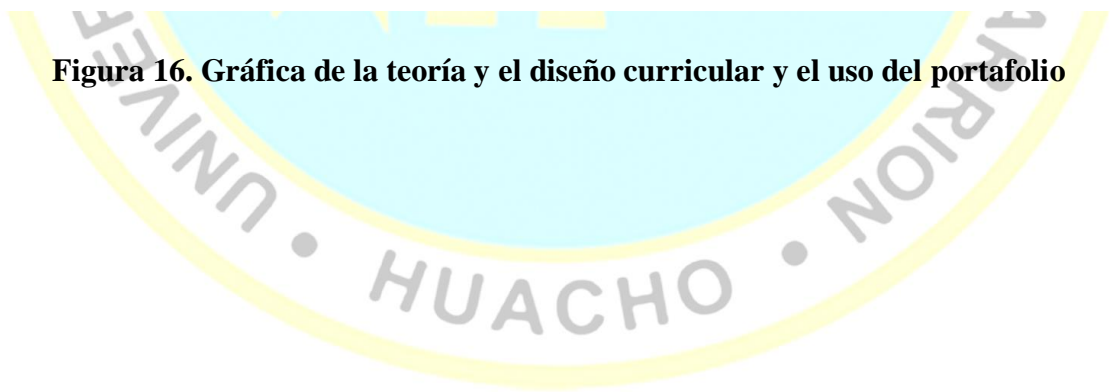 Figura 16. Gráfica de la teoría y el diseño curricular y el uso del portafolio
• HUACHO •